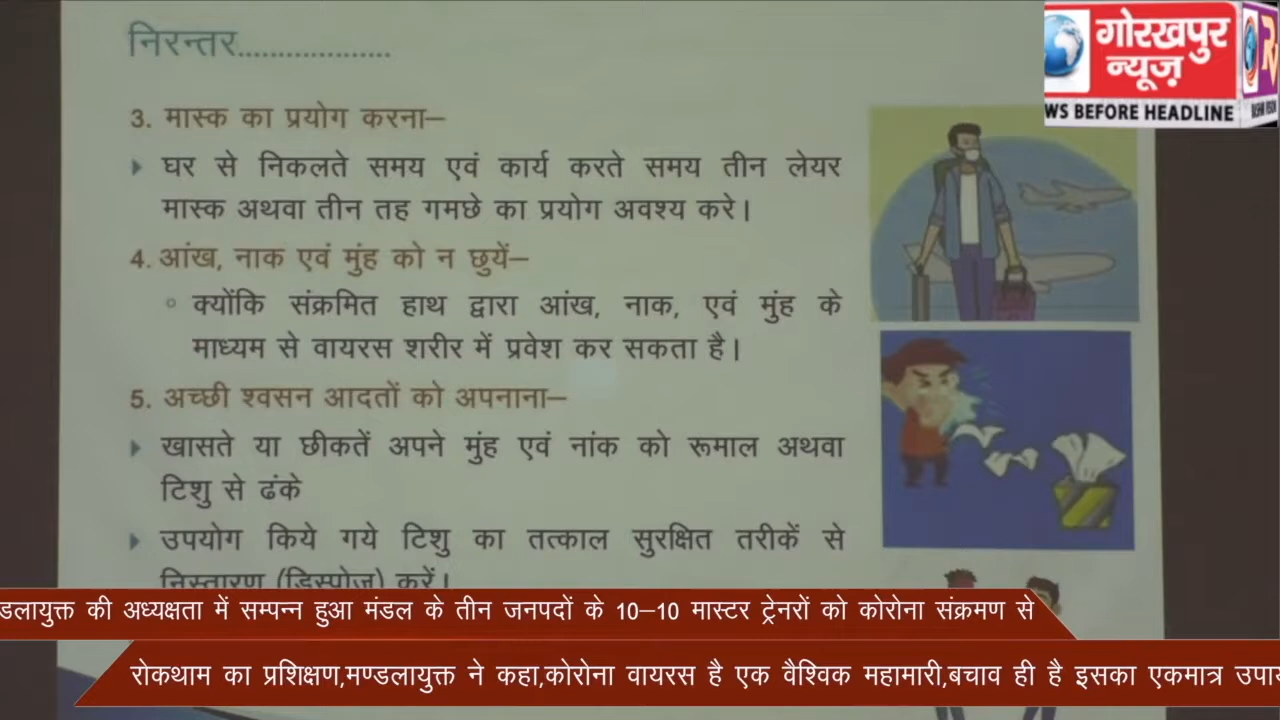 निरन्तर...................
गोरखपुर
न्यूज़
WS BEFORE HEADLINE
3. मास्क का प्रयोग करना–
घर से निकलते समय एवं कार्य करते समय तीन लेयर
मास्क अथवा तीन तह गमछे का प्रयोग अवश्य करे।
4. आंख, नाक एवं मुंह को न छुयें–
क्योंकि संक्रमित हाथ द्वारा आंख, नाक, एवं मुंह के
माध्यम से वायरस शरीर में प्रवेश कर सकता है।
5. अच्छी श्वसन आदतों को अपनाना–
खासते या छीकतें अपने मुंह एवं नांक को रूमाल अथवा
टिशु से ढंके
उपयोग किये गये टिशु का तत्काल सुरक्षित तरीकें से
निस्तारण (डिस्पोज) करें।
डलायुक्त की अध्यक्षता में सम्पन्न हुआ मंडल के तीन जनपदों के 10–10 मास्टर ट्रेनरों को कोरोना संक्रमण से
रोकथाम का प्रशिक्षण,मण्डलायुक्त ने कहा,कोरोना वायरस है एक वैश्विक महामारी,बचाव ही है इसका एकमात्र उपाय